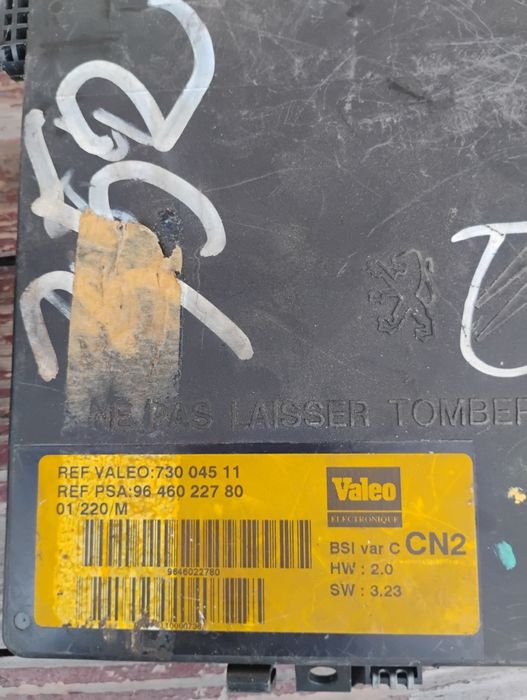 NE PAS LAISSER TOMBER
REF VALEO:730 045 11
REF PSA:96 460 227 80
01/220/M
Valeo
ELECTRONIQUE
9646022780
BSI var C CN2
HW : 2.0
SW : 3.23